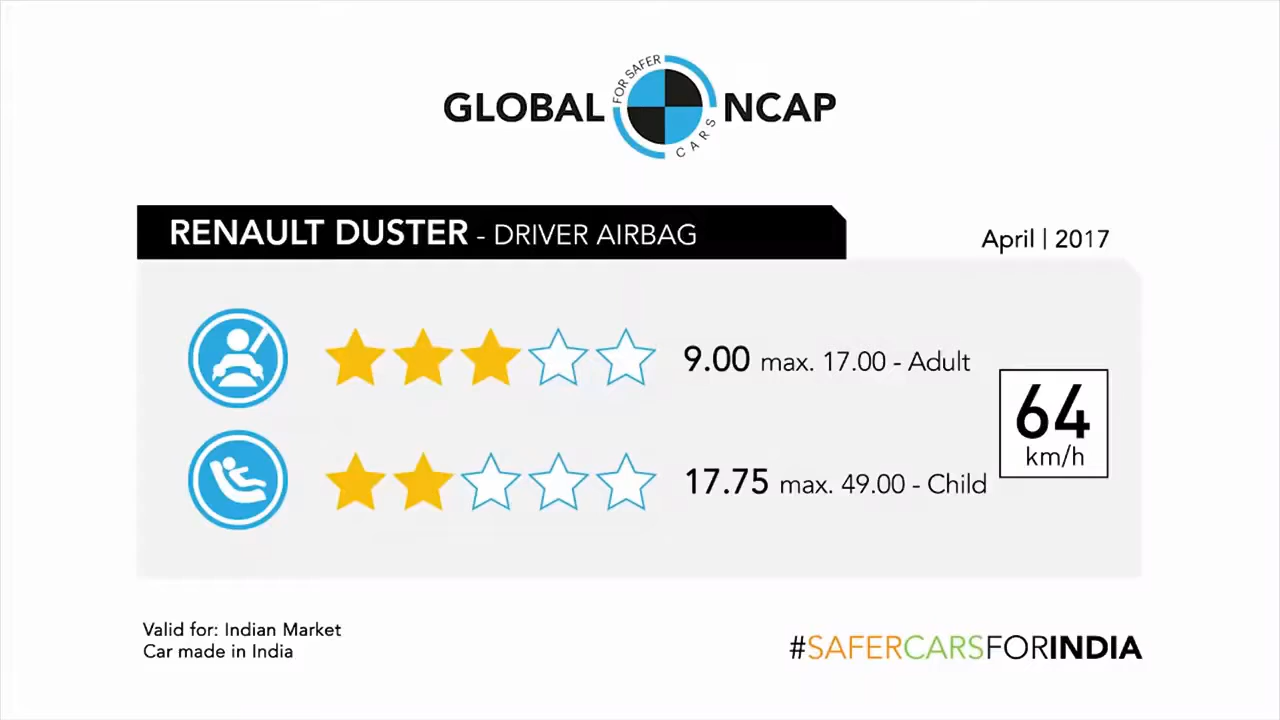 GLOBAL FOR SAFER CARS NCAP
RENAULT DUSTER - DRIVER AIRBAG
April | 2017
9.00 max. 17.00 - Adult
64
km/h
17.75 max. 49.00 - Child
Valid for: Indian Market
Car made in India
#SAFERCARSFORINDIA